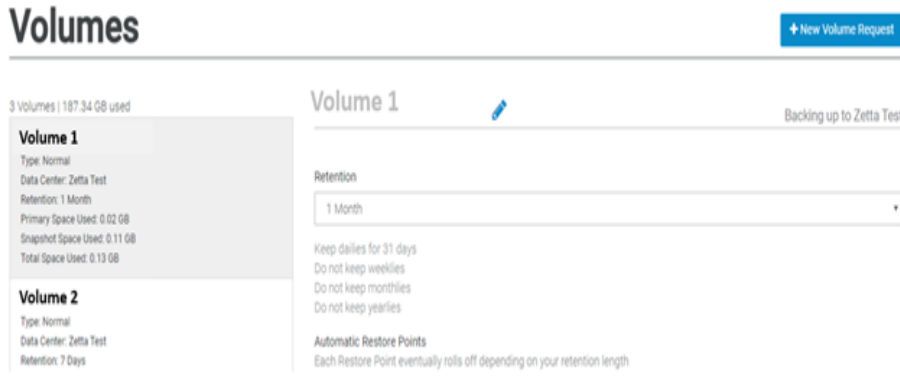 Volumes
+ New Volume Request
3 Volumes | 187.34 GB used
Volume 1
Type: Normal
Data Center: Zetta Test
Retention: 1 Month
Primary Space Used: 0.02 GB
Snapshot Space Used: 0.11 GB
Total Space Used: 0.13 GB
Volume 2
Type: Normal
Data Center: Zetta Test
Retention: 7 Days
Volume 1
Backing up to Zetta Test
Retention
1 Month
Keep dailies for 31 days
Do not keep weeklies
Do not keep monthlies
Do not keep yearlies
Automatic Restore Points
Each Restore Point eventually rolls off depending on your retention length